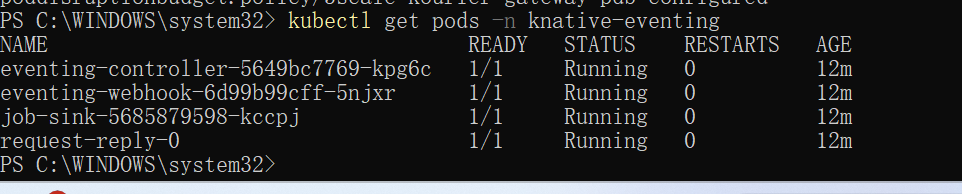 poddisruptionbudget.policy/3scale-kourier-gateway-pdb configured
PS C:\WINDOWS\system32> kubectl get pods -n knative-eventing
NAME READY STATUS RESTARTS AGE
eventing-controller-5649bc7769-kpg6c 1/1 Running 0 12m
eventing-webhook-6d99b99cff-5njxr 1/1 Running 0 12m
job-sink-5685879598-kccpj 1/1 Running 0 12m
request-reply-0 1/1 Running 0 12m
PS C:\WINDOWS\system32>